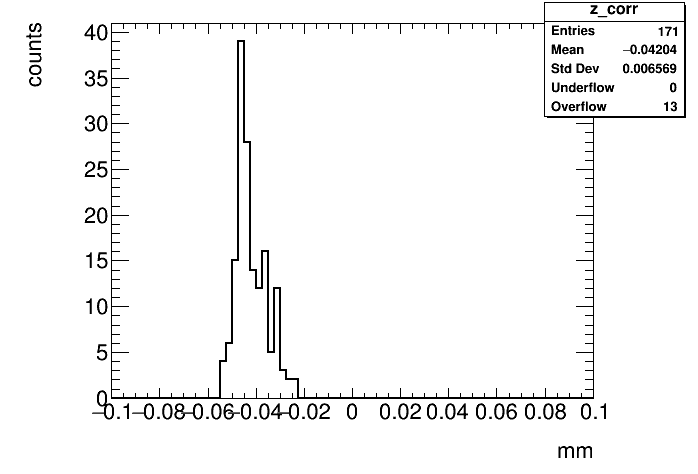 z_corr
Entries 171
Mean −0.04204
Std Dev 0.006569
Underflow 0
Overflow 13
counts
40
35
30
25
20
15
10
5
0
−0.1 −0.08 −0.06 −0.04 −0.02 0 0.02 0.04 0.06 0.08 0.1
mm